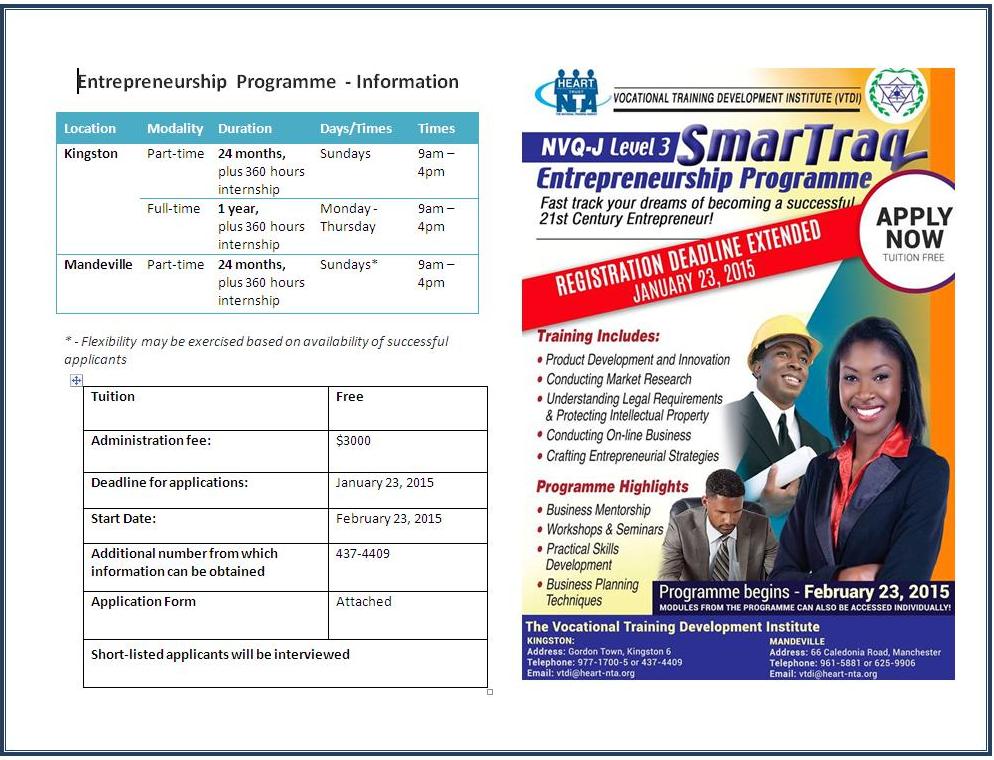 Entrepreneurship Programme - Information
Location Modality Duration Days/Times Times
Kingston Part-time 24 months, Sundays 9am –
plus 360 hours 4pm
internship
Full-time 1 year, Monday - 9am –
plus 360 hours Thursday 4pm
internship
Mandeville Part-time 24 months, Sundays* 9am –
plus 360 hours 4pm
internship
* - Flexibility may be exercised based on availability of successful
applicants
Tuition Free
Administration fee: $3000
Deadline for applications: January 23, 2015
Start Date: February 23, 2015
Additional number from which 437-4409
information can be obtained
Application Form Attached
Short-listed applicants will be interviewed
HEART
TRUST
NTA
VOCATIONAL TRAINING DEVELOPMENT INSTITUTE (VTDI)
NVQ-J Level 3 SmarTraq
Entrepreneurship Programme
Fast track your dreams of becoming a successful
21st Century Entrepreneur!
APPLY
NOW
TUITION FREE
REGISTRATION DEADLINE EXTENDED
JANUARY 23, 2015
Training Includes:
• Product Development and Innovation
• Conducting Market Research
• Understanding Legal Requirements
& Protecting Intellectual Property
• Conducting On-line Business
• Crafting Entrepreneurial Strategies
Programme Highlights
• Business Mentorship
• Workshops & Seminars
• Practical Skills
Development
• Business Planning
Techniques
Programme begins - February 23, 2015
MODULES FROM THE PROGRAMME CAN ALSO BE ACCESSED INDIVIDUALLY!
The Vocational Training Development Institute
KINGSTON:
Address: Gordon Town, Kingston 6
Telephone: 977-1700-5 or 437-4409
Email: vtdi@heart-nta.org
MANDEVILLE
Address: 66 Caledonia Road, Manchester
Telephone: 961-5881 or 625-9906
Email: vtdi@heart-nta.org